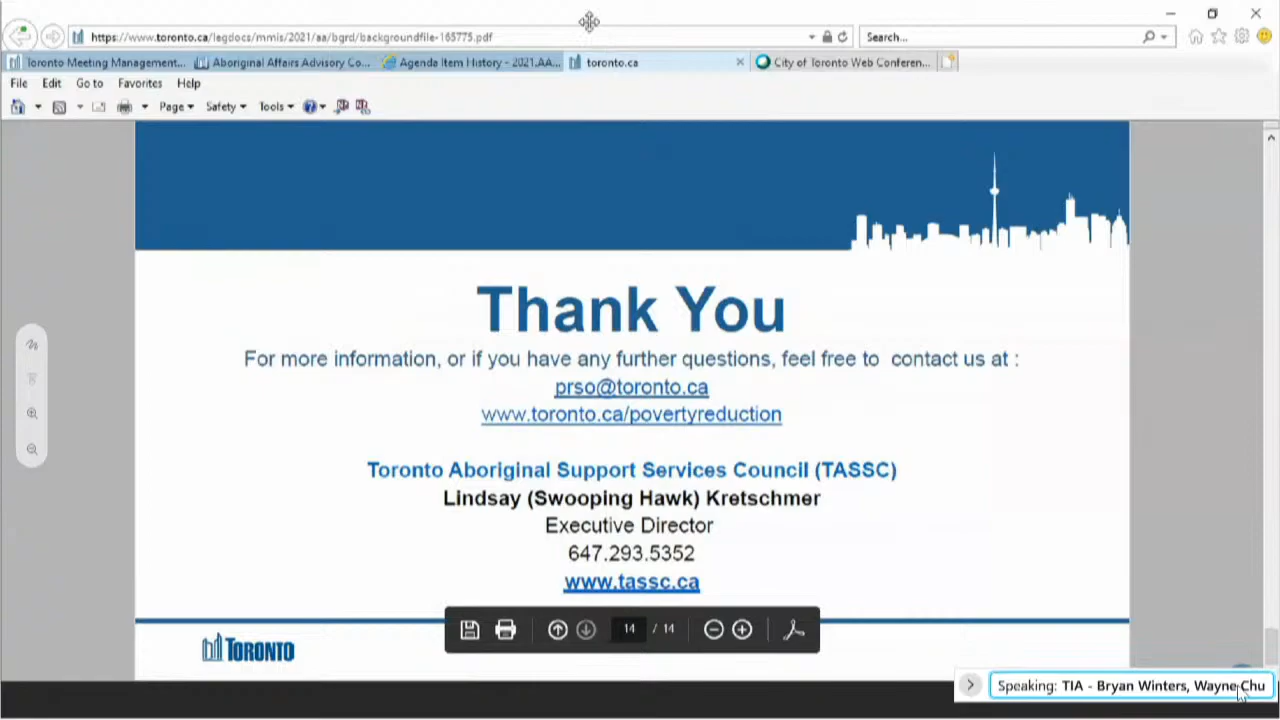 https://www.toronto.ca/legdocs/mmis/2021/aa/bgrd/backgroundfile-165775.pdf
Search...
Toronto Meeting Management...
Aboriginal Affairs Advisory Co...
Agenda Item History - 2021.AA...
toronto.ca
City of Toronto Web Conferen...
File Edit Go to Favorites Help
Page Safety Tools
Thank You
For more information, or if you have any further questions, feel free to contact us at :
prso@toronto.ca
www.toronto.ca/povertyreduction
Toronto Aboriginal Support Services Council (TASSC)
Lindsay (Swooping Hawk) Kretschmer
Executive Director
647.293.5352
www.tassc.ca
14 / 14
TORONTO
Speaking: TIA - Bryan Winters, Wayne Chu